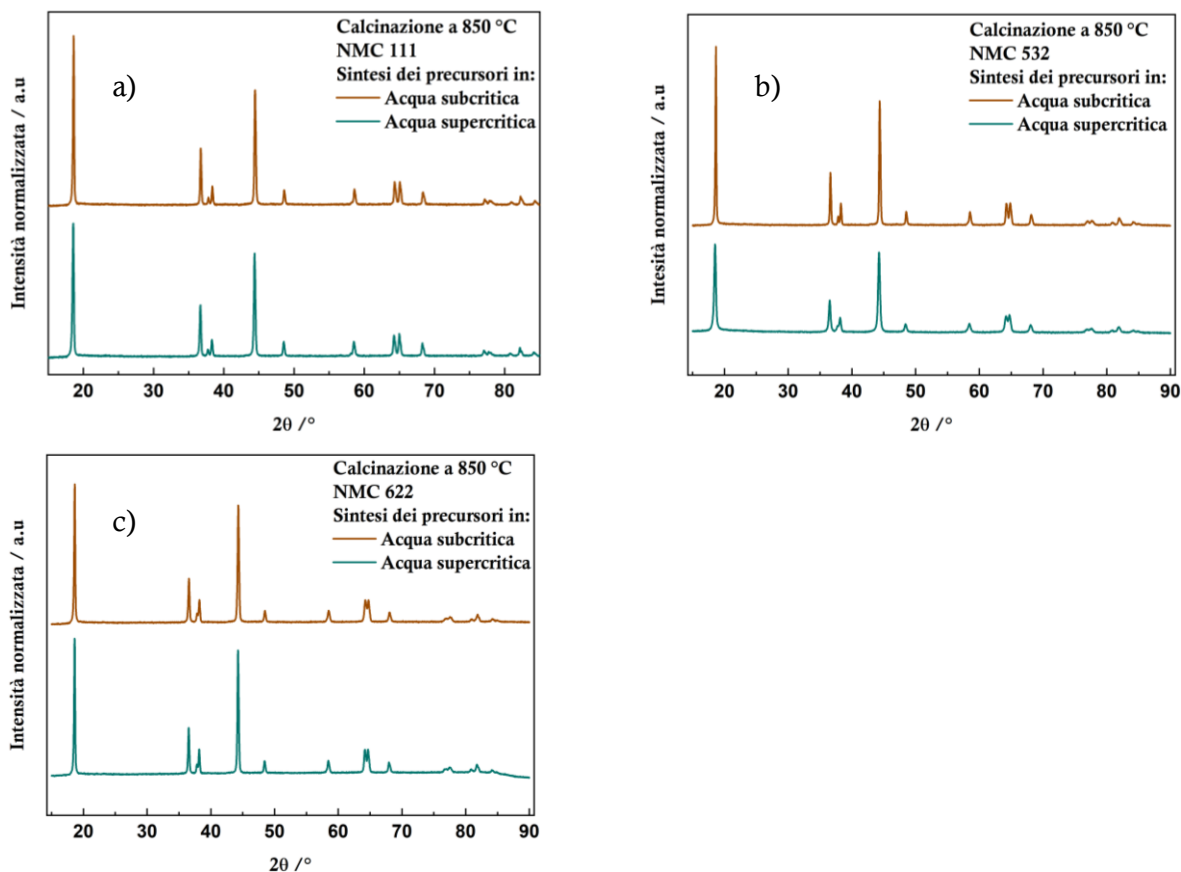 Calcinazione a 850 °C
NMC 111
Sintesi dei precursori in:
Acqua subcritica
Acqua supercritica
a)
Intensità normalizzata / a.u
20 30 40 50 60 70 80
2θ /°
Calcinazione a 850 °C
NMC 532
Sintesi dei precursori in:
Acqua subcritica
Acqua supercritica
b)
Intesità normalizzata / a.u
20 30 40 50 60 70 80 90
2θ /°
Calcinazione a 850 °C
NMC 622
Sintesi dei precursori in:
Acqua subcritica
Acqua supercritica
c)
Intensità normalizzata / a.u
20 30 40 50 60 70 80 90
2θ /°